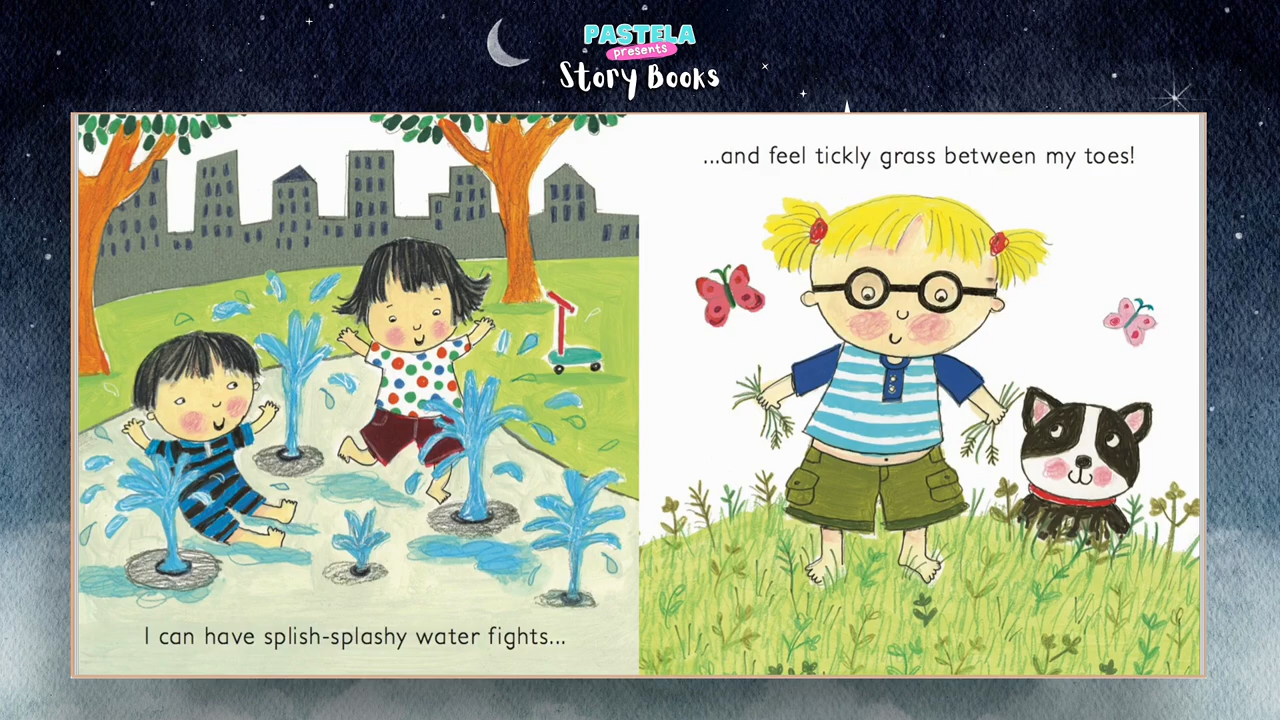 PASTELA
presents
Story Books
...and feel tickly grass between my toes!
I can have splish-splashy water fights...